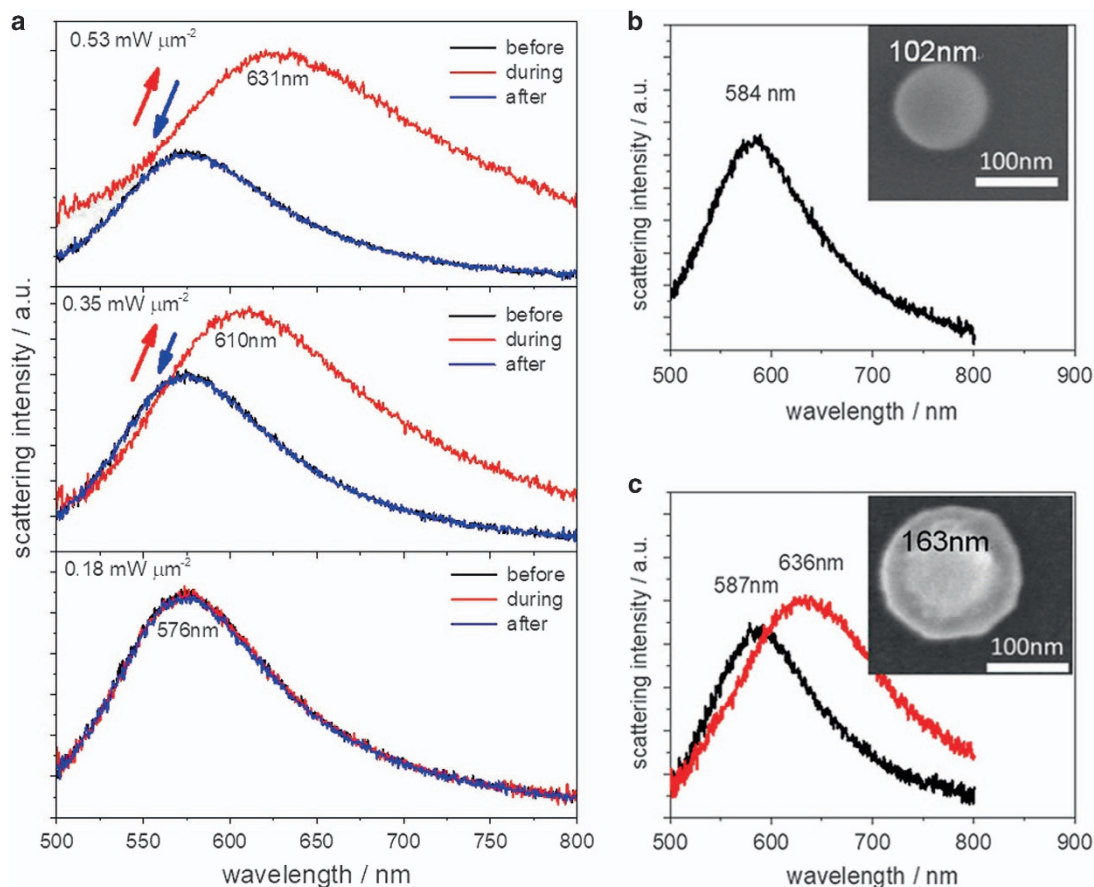 a
0.53 mW μm-2
before
during
after
631nm
0.35 mW μm-2
before
during
after
610nm
0.18 mW μm-2
before
during
after
576nm
500 550 600 650 700 750 800
wavelength / nm
scattering intensity / a.u.
b
102nm
584 nm
100nm
scattering intensity / a.u.
500 600 700 800 900
wavelength / nm
c
163nm
636nm
587nm
100nm
scattering intensity / a.u.
500 600 700 800 900
wavelength / nm